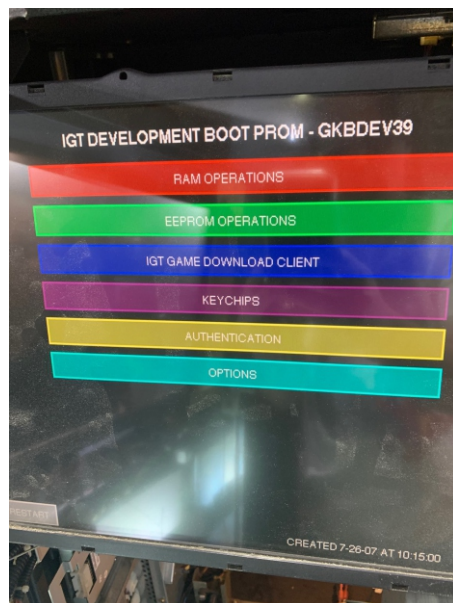 IGT DEVELOPMENT BOOT PROM - GKBDEV39
RAM OPERATIONS
EEPROM OPERATIONS
IGT GAME DOWNLOAD CLIENT
KEYCHIPS
AUTHENTICATION
OPTIONS
RESTART
CREATED 7-26-07 AT 10:15:00